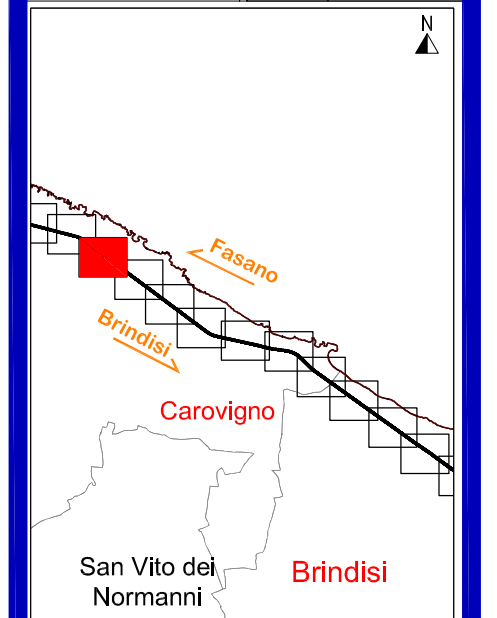 N
Fasano
Brindisi
Carovigno
San Vito dei
Normanni
Brindisi